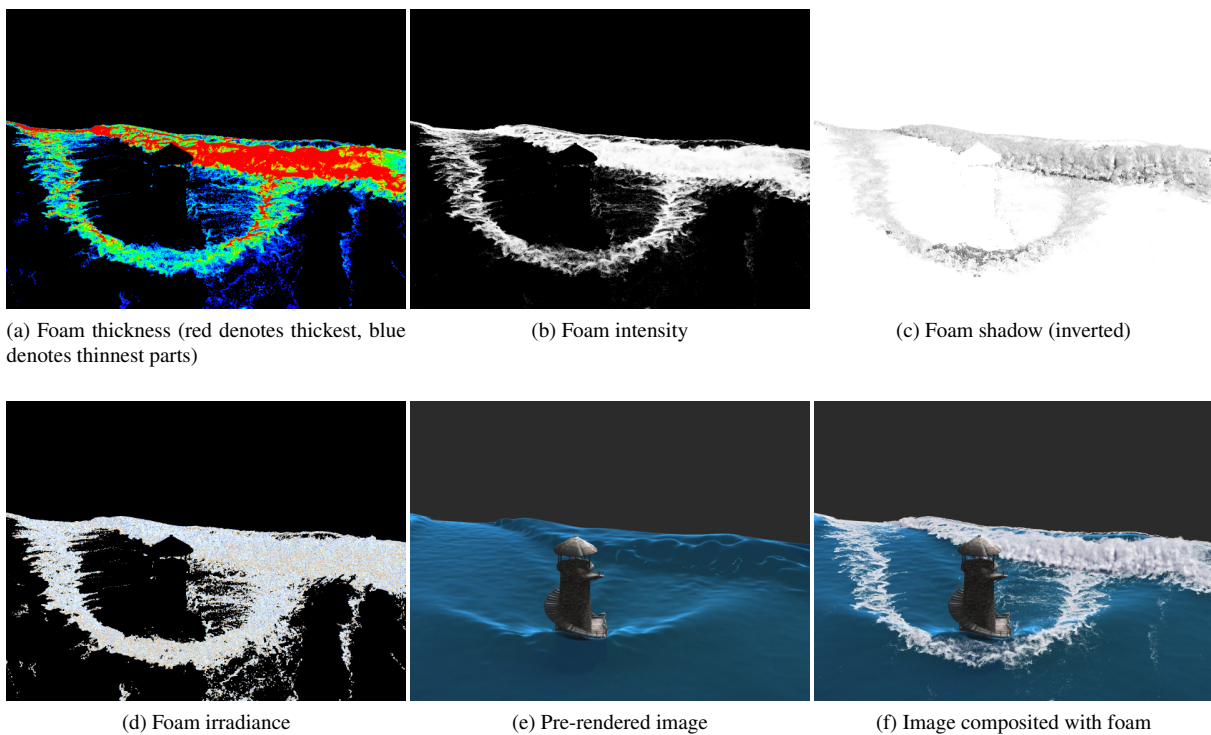 (a) Foam thickness (red denotes thickest, blue
denotes thinnest parts)
(b) Foam intensity
(c) Foam shadow (inverted)
(d) Foam irradiance
(e) Pre-rendered image
(f) Image composited with foam